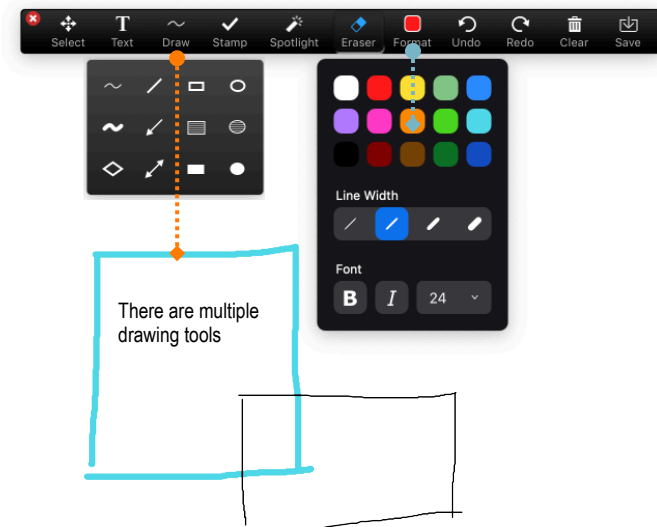 Select Text Draw Stamp Spotlight Eraser Format Undo Redo Clear Save
Line Width
Font
B I 24
There are multiple
drawing tools